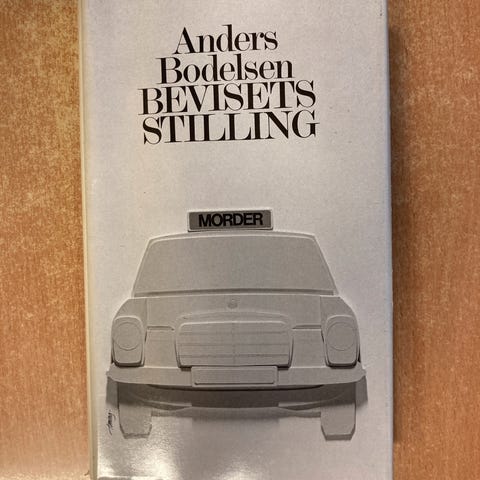 Anders
Bodelsen
BEVISETS
STILLING
MORDER